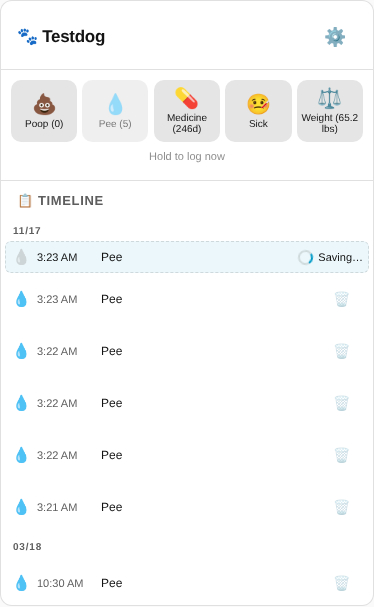 Testdog
Poop (0)
Pee (5)
Medicine
(246d)
Sick
Weight (65.2
lbs)
Hold to log now
TIMELINE
11/17
3:23 AM Pee Saving...
3:23 AM Pee
3:22 AM Pee
3:22 AM Pee
3:22 AM Pee
3:21 AM Pee
03/18
10:30 AM Pee